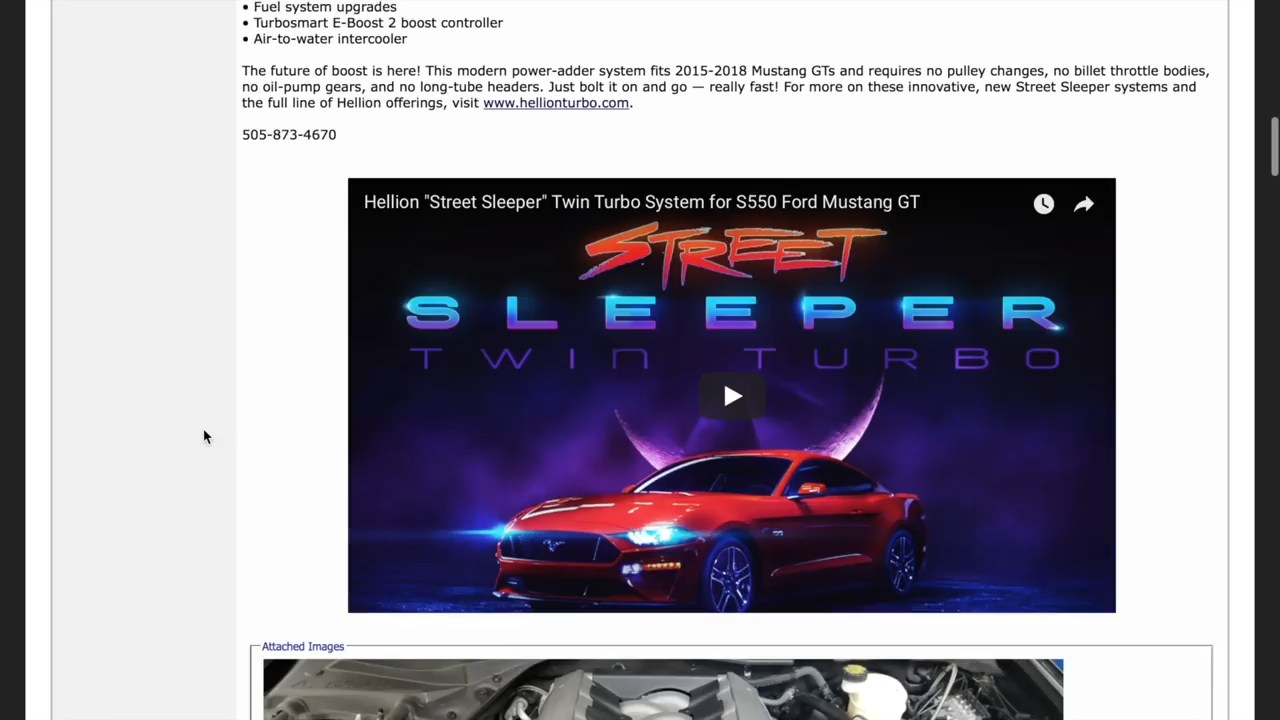 • Fuel system upgrades
• Turbosmart E-Boost 2 boost controller
• Air-to-water intercooler
The future of boost is here! This modern power-adder system fits 2015-2018 Mustang GTs and requires no pulley changes, no billet throttle bodies,
no oil-pump gears, and no long-tube headers. Just bolt it on and go — really fast! For more on these innovative, new Street Sleeper systems and
the full line of Hellion offerings, visit www.hellionturbo.com.
505-873-4670
Hellion "Street Sleeper" Twin Turbo System for S550 Ford Mustang GT
STREET
SLEEPER
TWIN TURBO
Attached Images